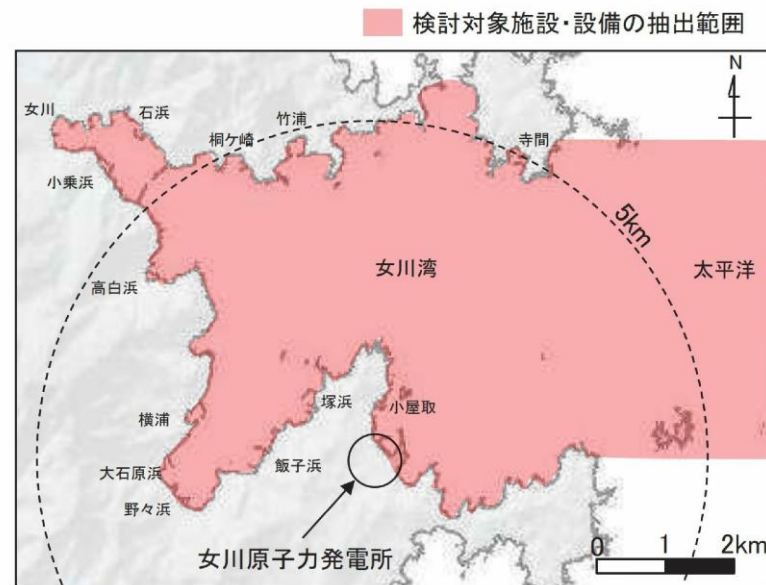 検討対象施設・設備の抽出範囲
N
女川
石浜
竹浦
桐ケ崎
寺間
小乗浜
5km
女川湾
太平洋
高白浜
塚浜
小屋取
横浦
大石原浜
飯子浜
野々浜
女川原子力発電所
0 1 2km